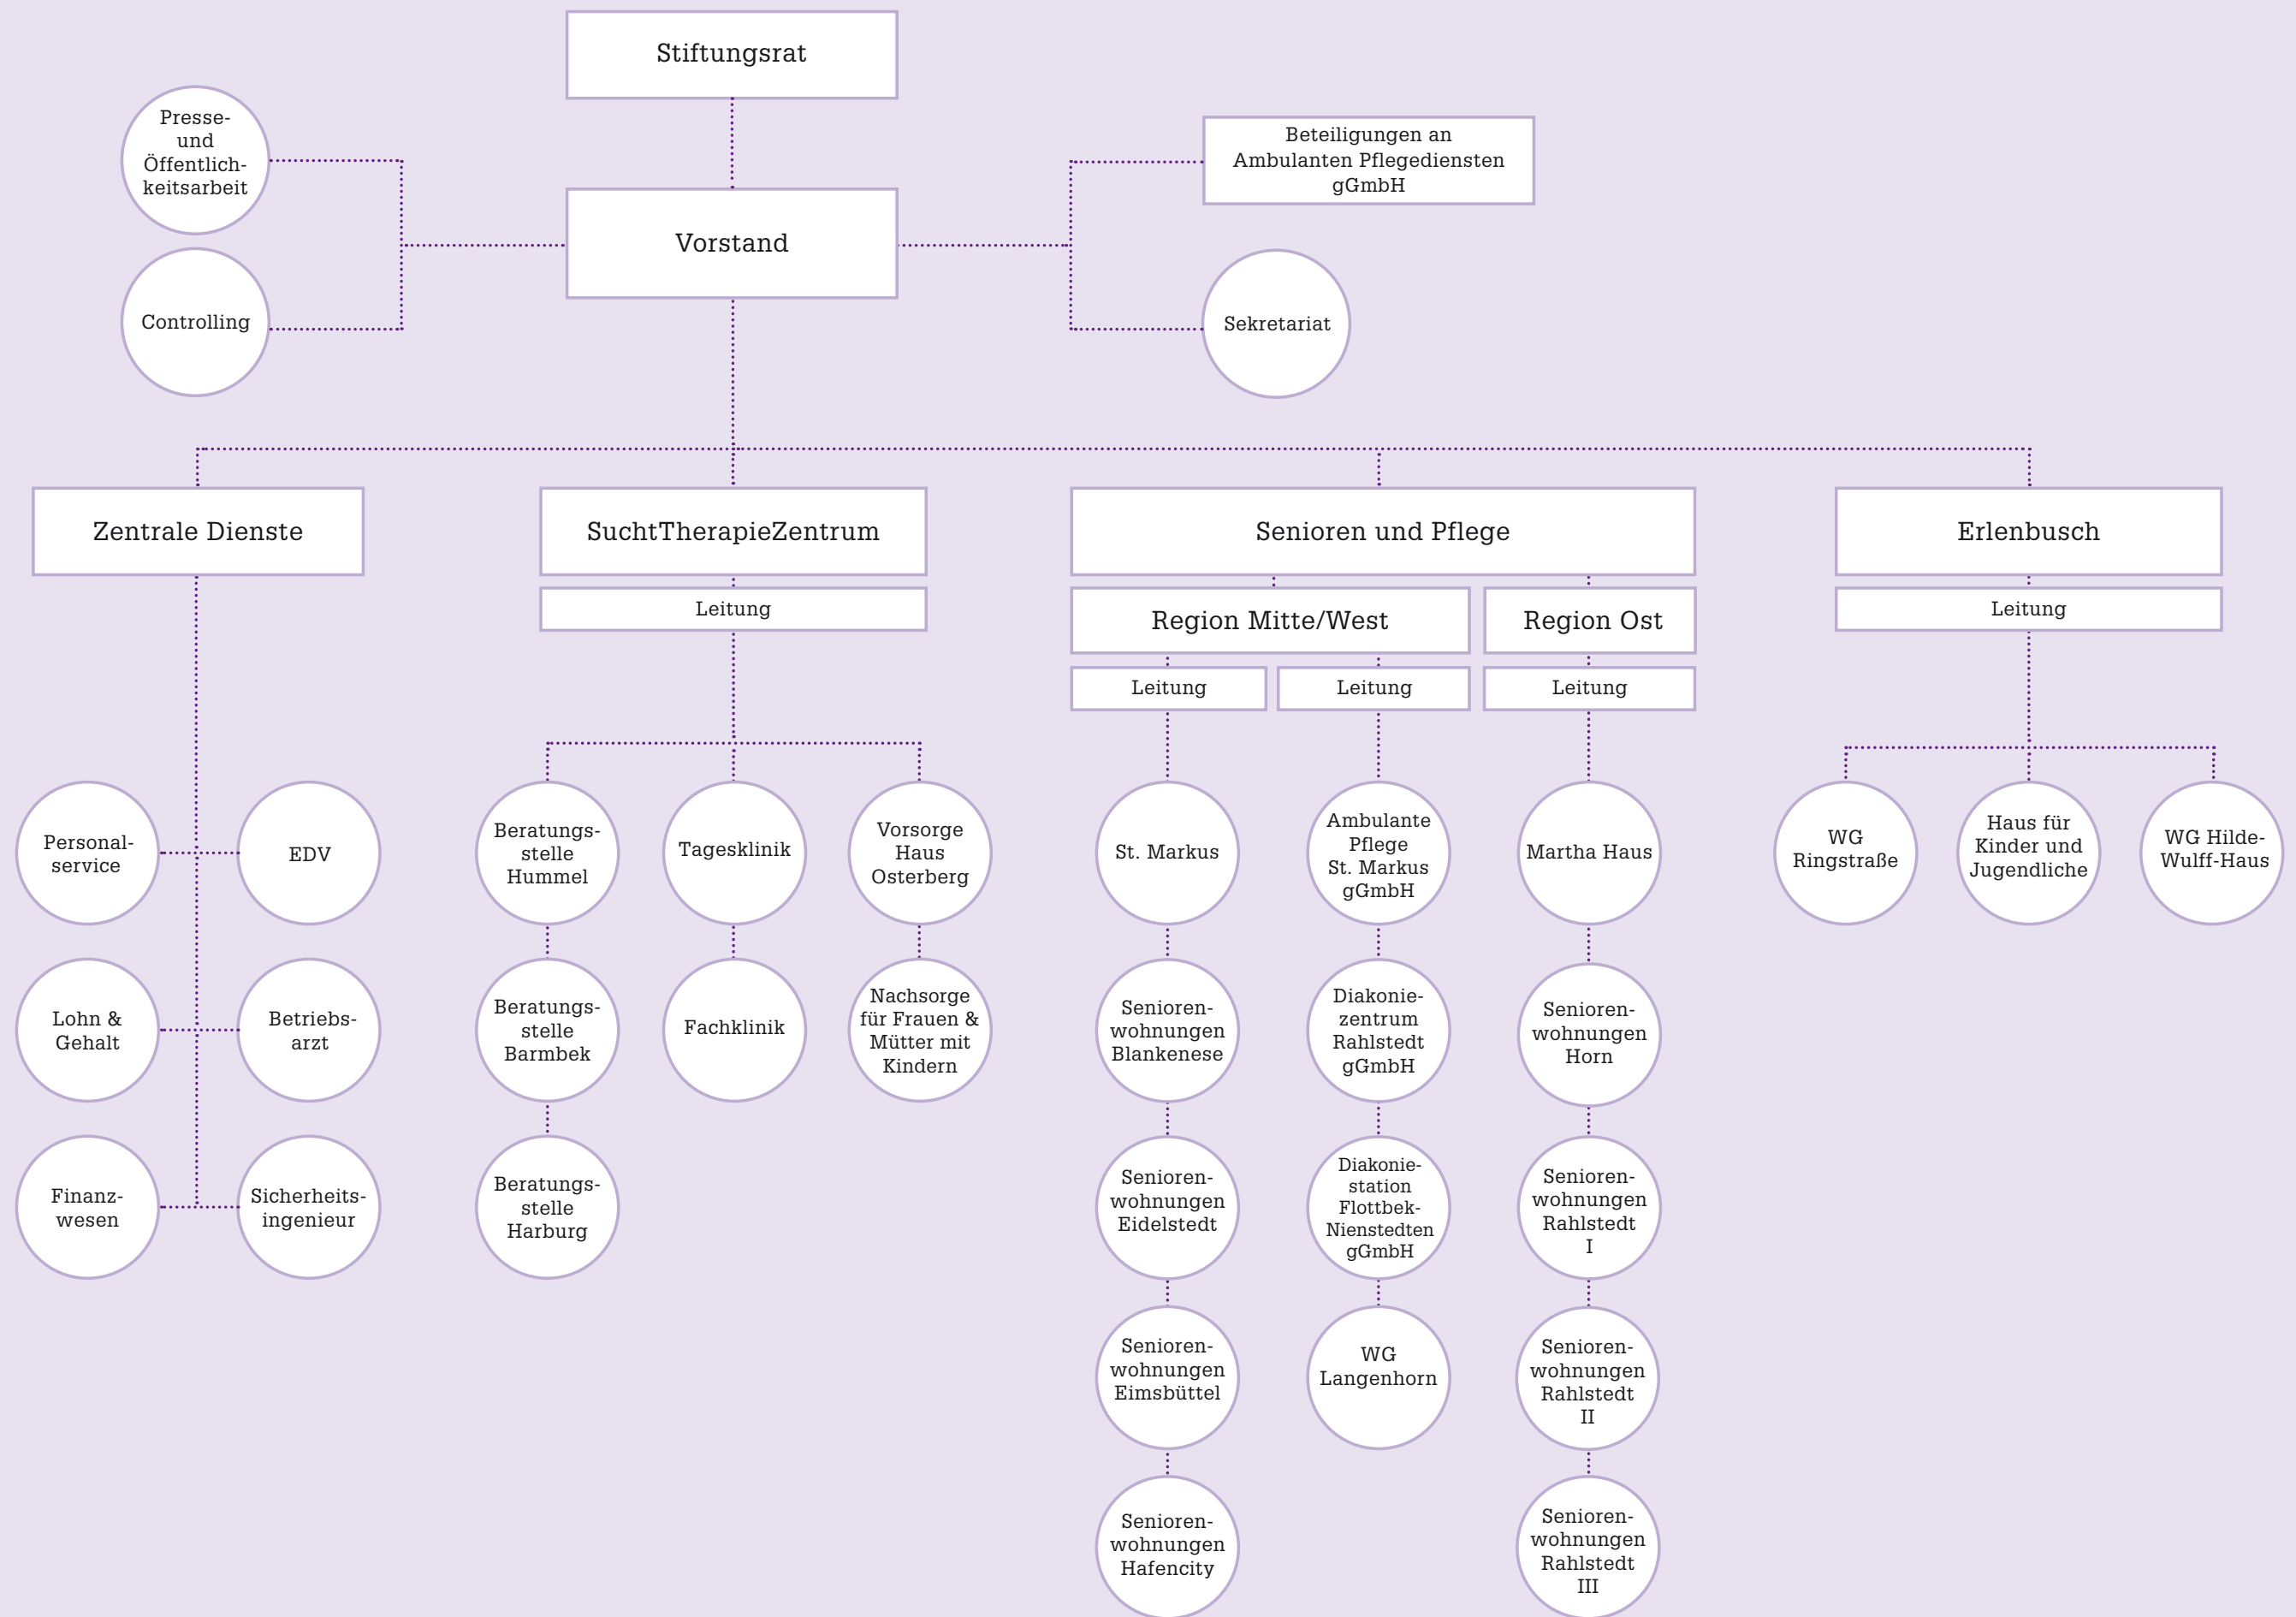 Stiftungsrat
Presse-
und
Öffentlich-
keitsarbeit
Beteiligungen an
Ambulanten Pflegediensten
gGmbH
Vorstand
Controlling
Sekretariat
Zentrale Dienste
SuchtTherapieZentrum
Senioren und Pflege
Erlenbusch
Leitung
Region Mitte/West
Region Ost
Leitung
Leitung
Leitung
Leitung
Personal-
service
EDV
Beratungs-
stelle
Hummel
Tagesklinik
Vorsorge
Haus
Osterberg
St. Markus
Ambulante
Pflege
St. Markus
gGmbH
Martha Haus
WG
Ringstraße
Haus für
Kinder und
Jugendliche
WG Hilde-
Wulff-Haus
Lohn &
Gehalt
Betriebs-
arzt
Beratungs-
stelle
Barmbek
Fachklinik
Nachsorge
für Frauen &
Mütter mit
Kindern
Senioren-
wohnungen
Blankenese
Diakonie-
zentrum
Rahlstedt
gGmbH
Senioren-
wohnungen
Horn
Finanz-
wesen
Sicherheits-
ingenieur
Beratungs-
stelle
Harburg
Senioren-
wohnungen
Eidelstedt
Diakonie-
station
Flottbek-
Nienstedten
gGmbH
Senioren-
wohnungen
Rahlstedt
I
Senioren-
wohnungen
Eimsbüttel
WG
Langenhorn
Senioren-
wohnungen
Rahlstedt
II
Senioren-
wohnungen
Hafencity
Senioren-
wohnungen
Rahlstedt
III